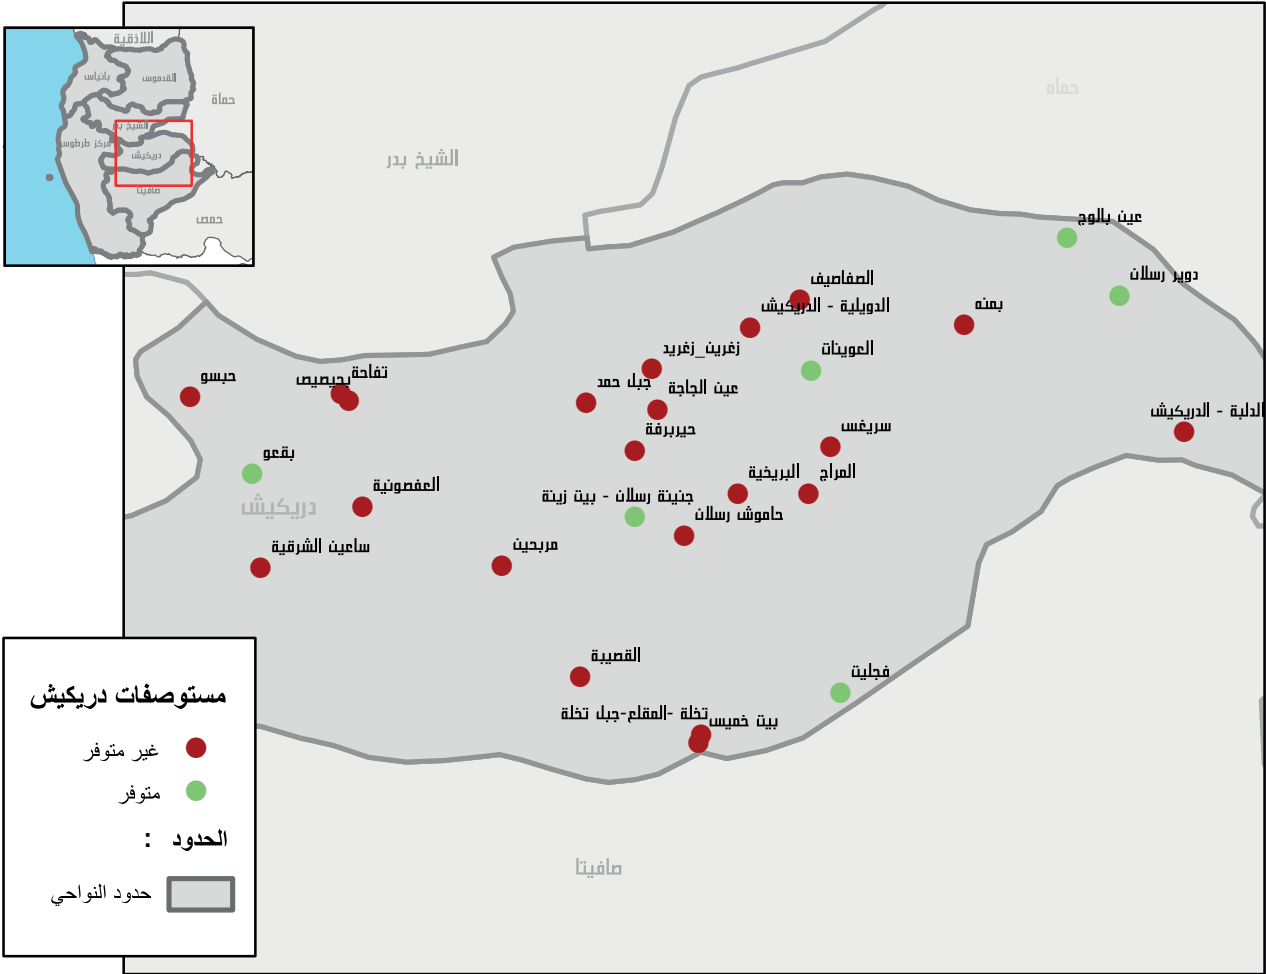 اللاذقية
بانياس
القدموس
حماة
الشيخ بدر
مركز طرطوس
دريكيش
صافيتا
حمص
حماه
الشيخ بدر
عين بالوج
دوير رسلان
الصفاصيف
الدويلية - الدريكيش
بمنه
زغرين_زغريد
العوينات
تفاحة
بحيصيص
حبسو
جبل حمد
عين الجاجة
الدلبة - الدريكيش
سريغس
حيربرفة
بقعو
المراج
البريخية
العفصونية
جنينة رسلان - بيت زينة
دريكيش
حاموش رسلان
مربحين
ساعين الشرقية
القصيبة
فجليت
تخلة -المقلع-جبل تخلة
بيت خميس
صافيتا
مستوصفات دريكيش
غير متوفر
متوفر
الحدود :
حدود النواحي